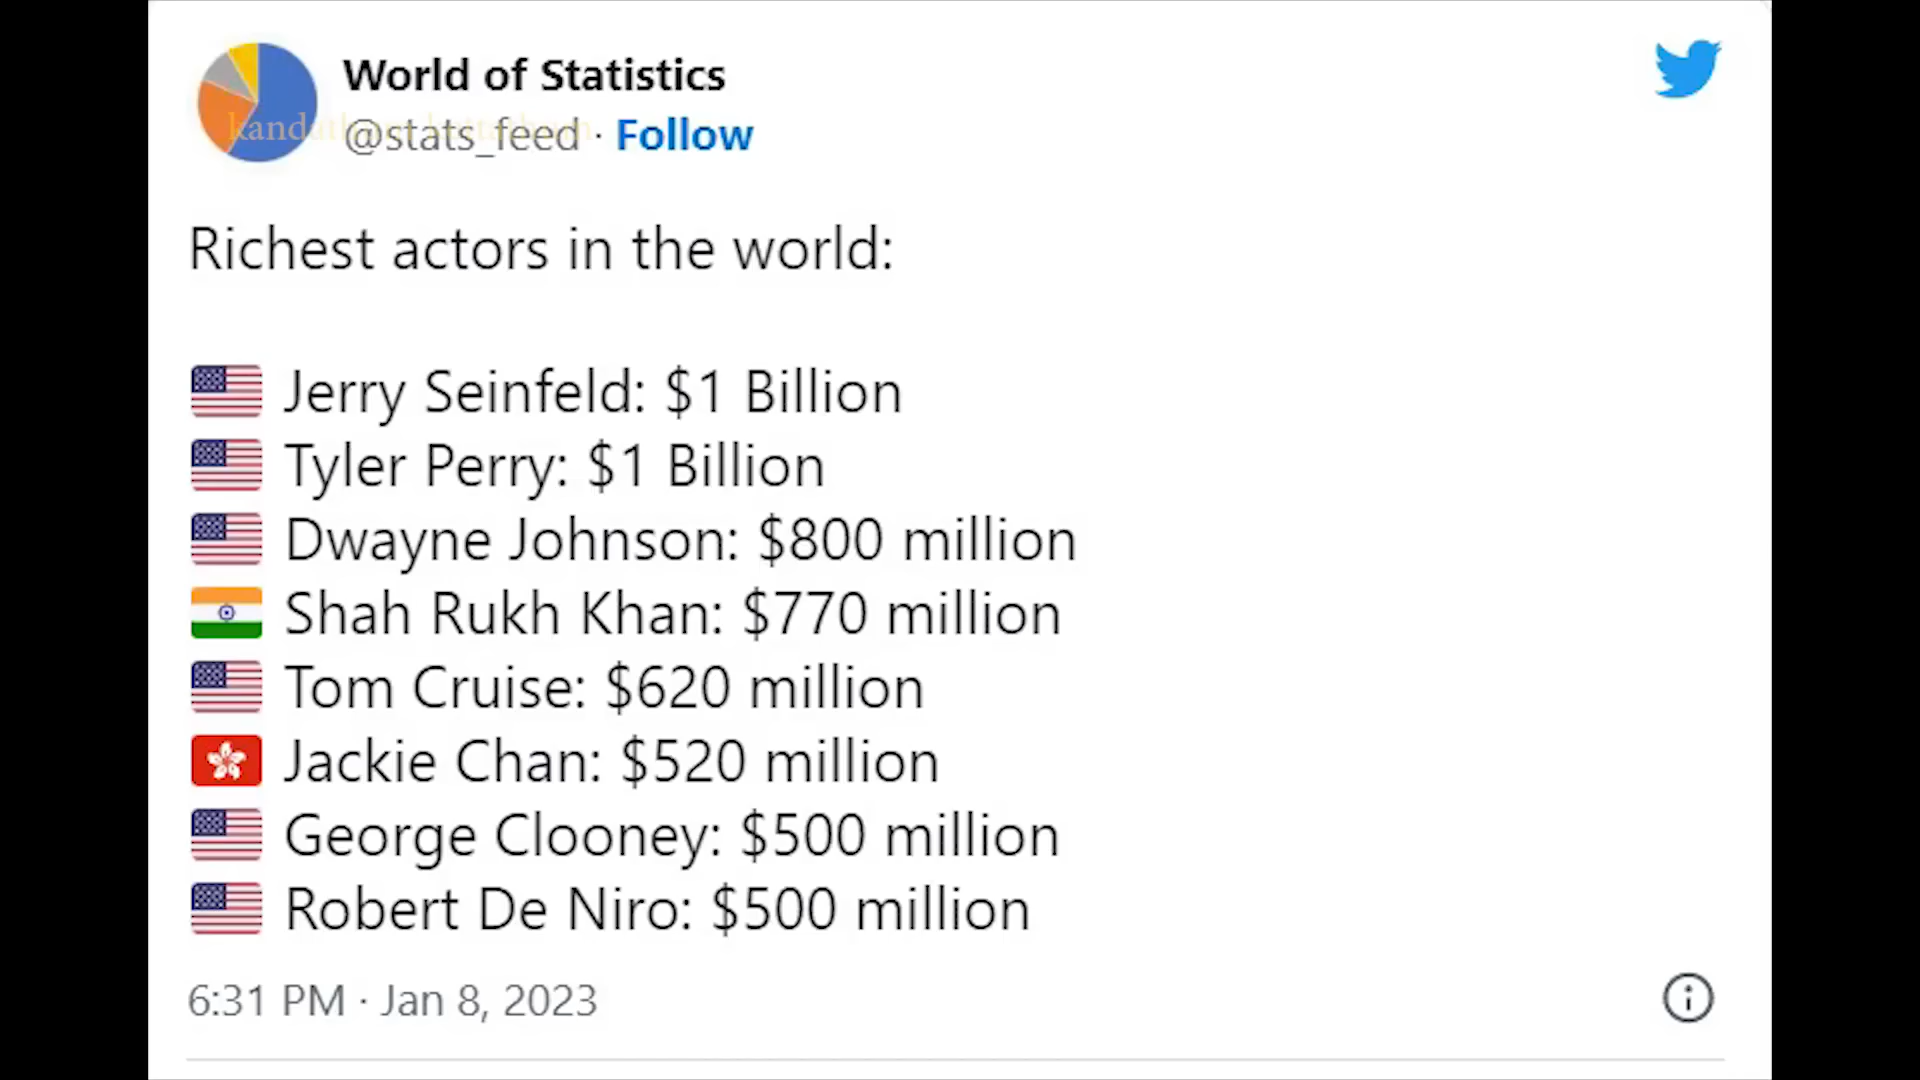 World of Statistics
@stats_feed · Follow
Richest actors in the world:
Jerry Seinfeld: $1 Billion
Tyler Perry: $1 Billion
Dwayne Johnson: $800 million
Shah Rukh Khan: $770 million
Tom Cruise: $620 million
Jackie Chan: $520 million
George Clooney: $500 million
Robert De Niro: $500 million
6:31 PM · Jan 8, 2023